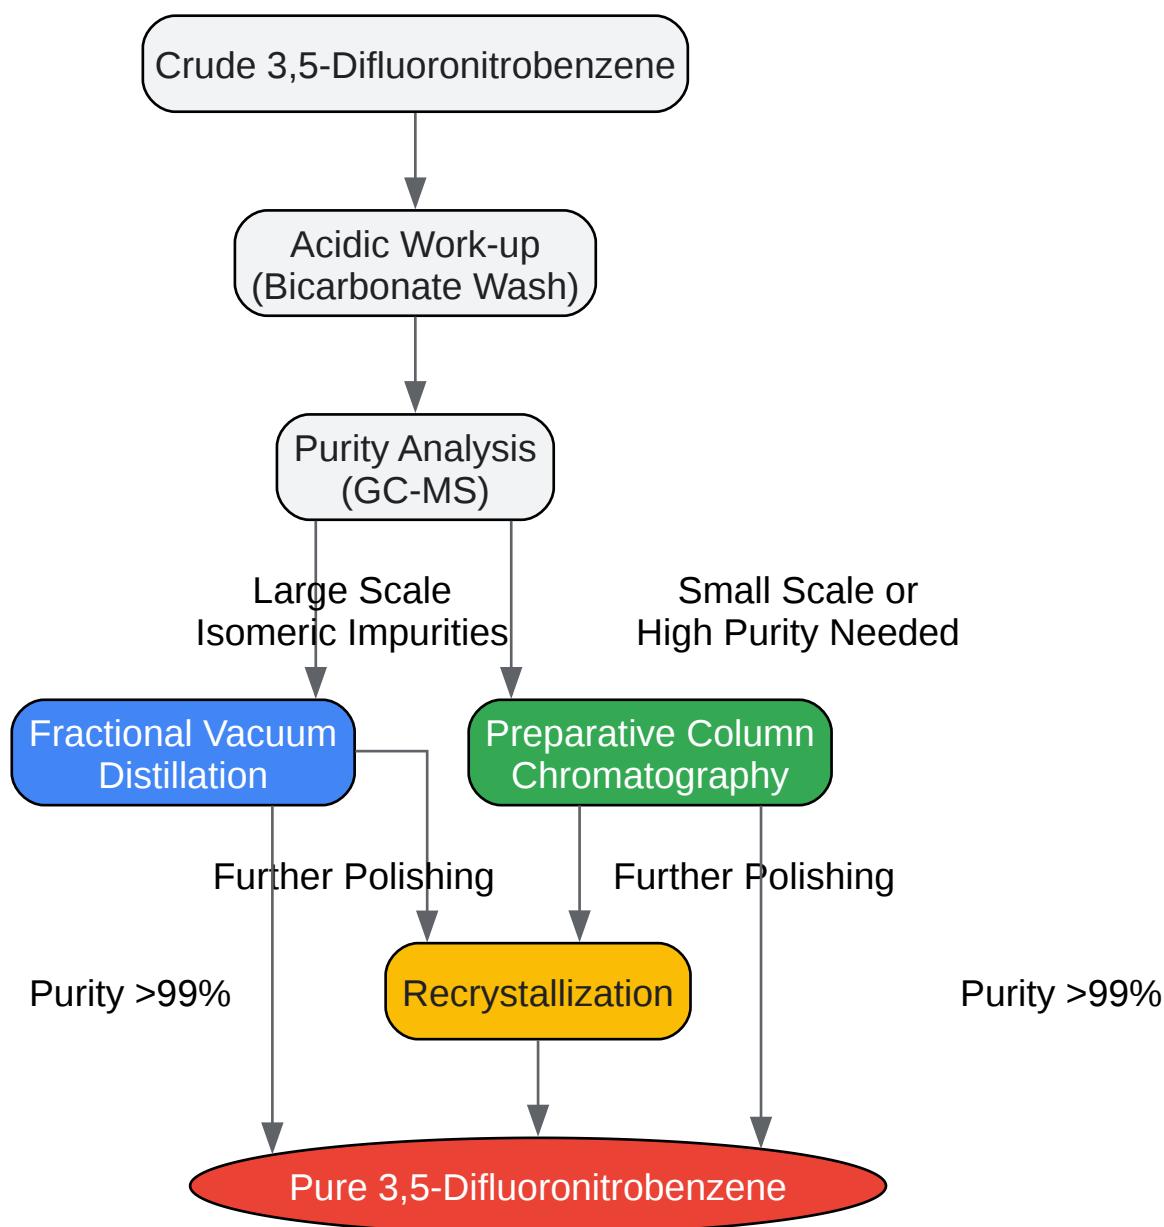 Crude 3,5-Difluoronitrobenzene
Acidic Work-up
(Bicarbonate Wash)
Purity Analysis
(GC-MS)
Large Scale
Isomeric Impurities
Small Scale or
High Purity Needed
Fractional Vacuum
Distillation
Preparative Column
Chromatography
Further Polishing
Further Polishing
Purity >99%
Recrystallization
Purity >99%
Pure 3,5-Difluoronitrobenzene